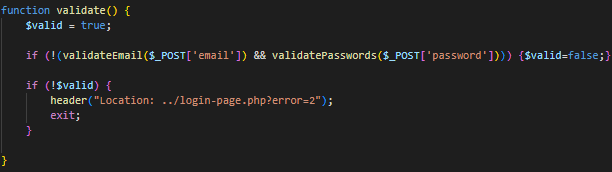 function validate() {
$valid = true;
if (!(validateEmail($_POST['email']) && validatePasswords($_POST['password']))) {$valid=false;}
if (!$valid) {
header("Location: ../login-page.php?error=2");
exit;
}
}